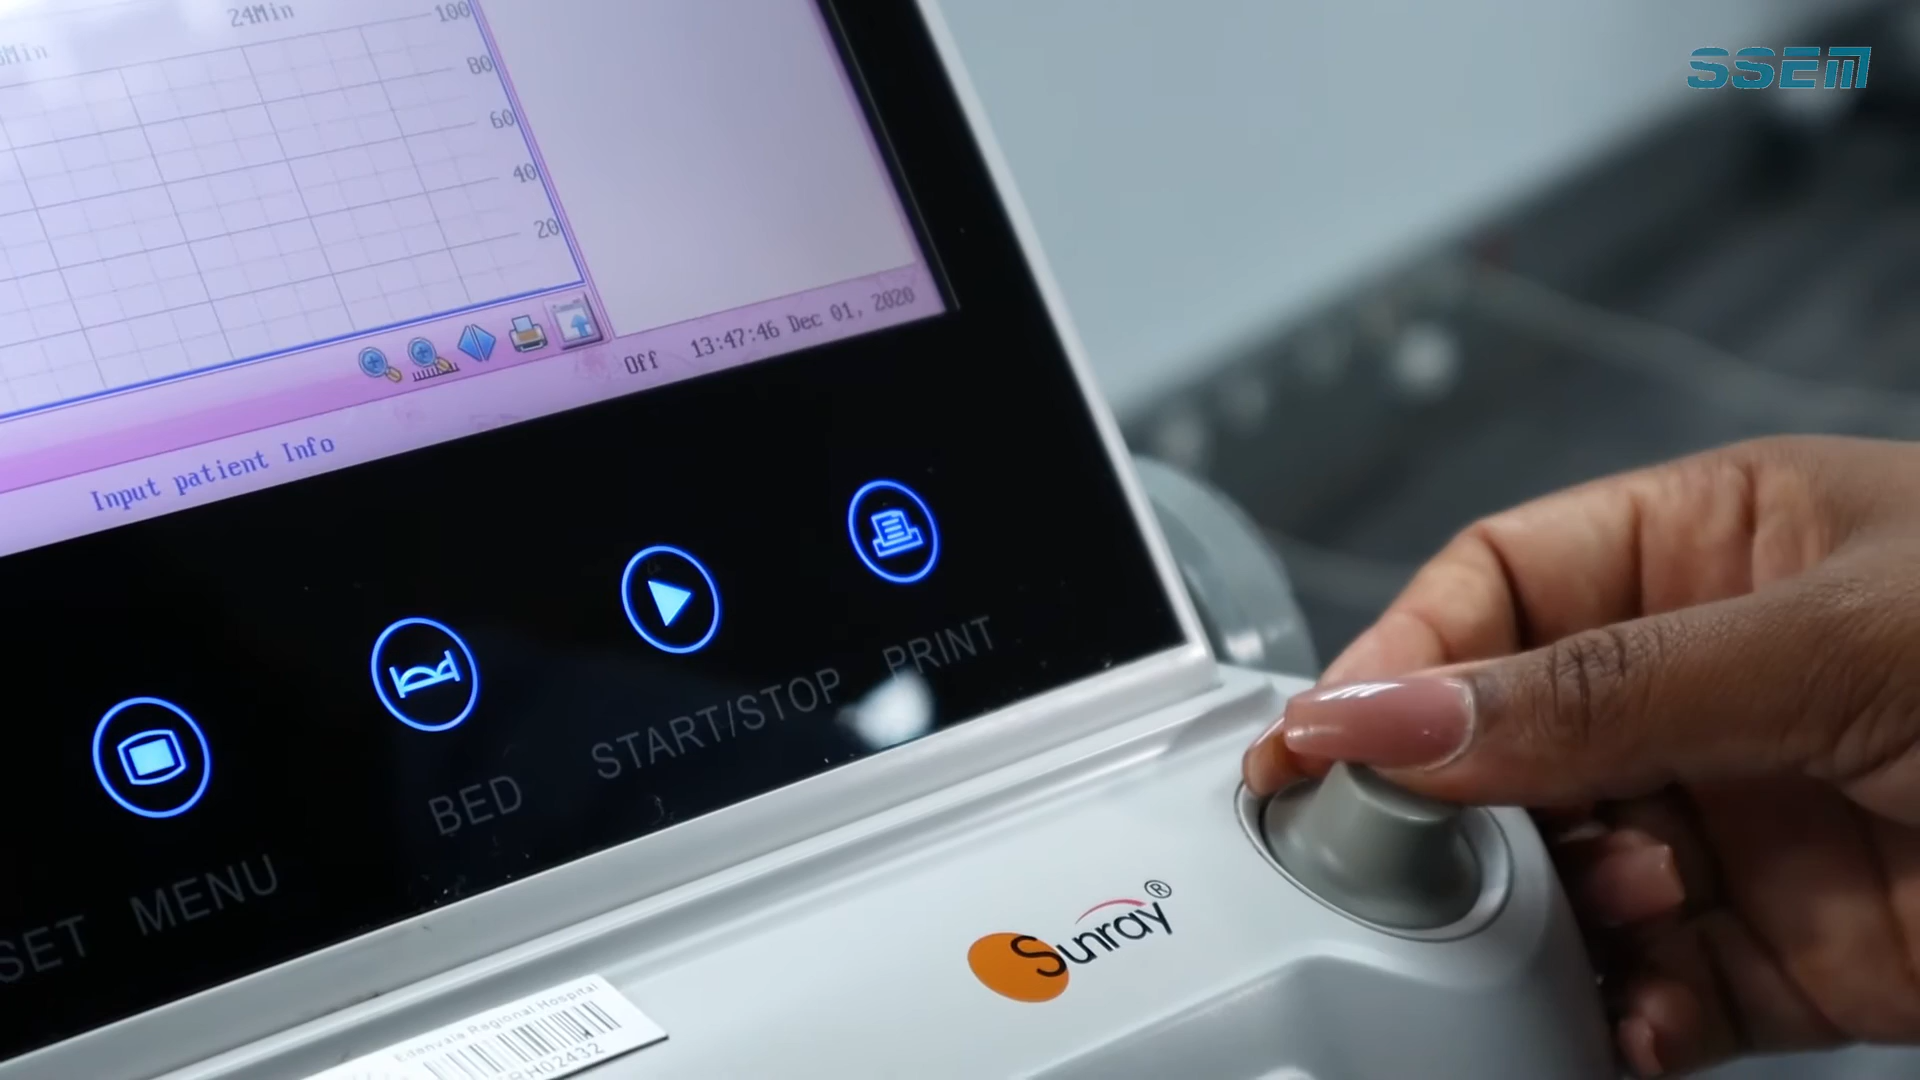 24Min
100
80
60
40
20
SSEM
Off 13:47:46 Dec 01, 2020
Input patient Info
PRINT
START/STOP
BED
MENU
SET
Sunray®
Edenvale Regional Hospital
RH02432